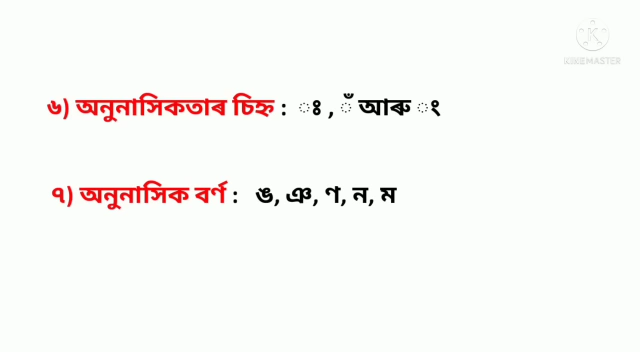 KINEMASTER
৬) অনুনাসিকতাৰ চিহ্ন : ঃ , ঁ আৰু ং
৭) অনুনাসিক বৰ্ণ : ঙ, ঞ, ণ, ন, ম